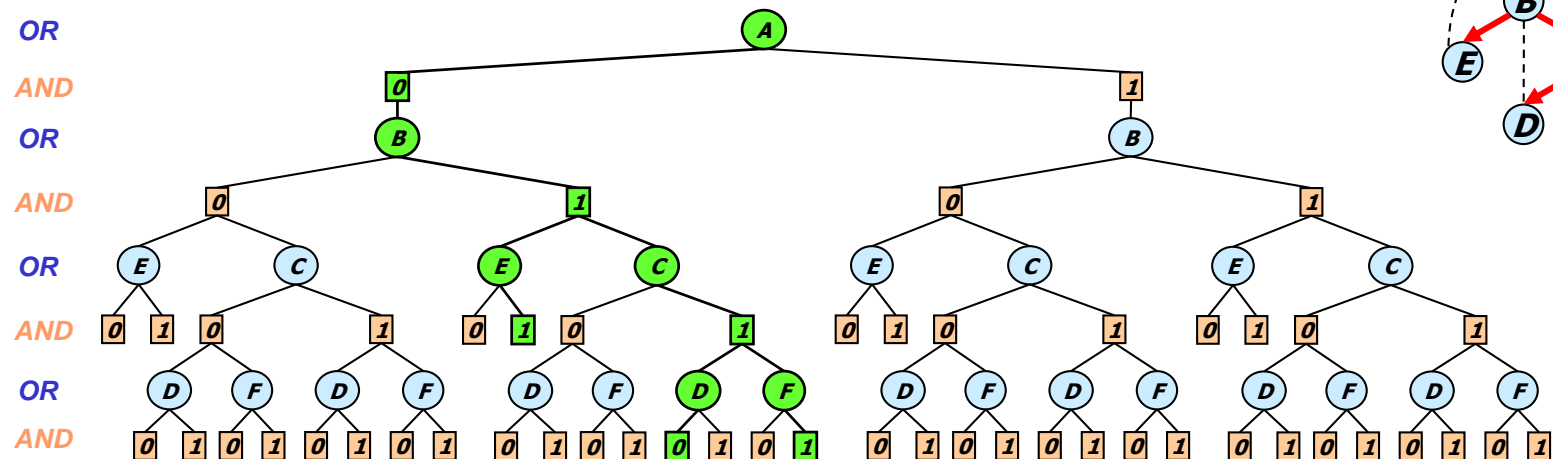 OR A B
AND 0 1 E
OR B B D
AND 0 1 0 1
OR E C E C E C E C
AND 0 1 0 1 0 1 0 1 0 1 0 1 0 1 0 1
OR D F D F D F D F D F D F D F D F
AND 0 1 0 1 0 1 0 1 0 1 0 1 0 1 0 1 0 1 0 1 0 1 0 1 0 1 0 1 0 1 0 1